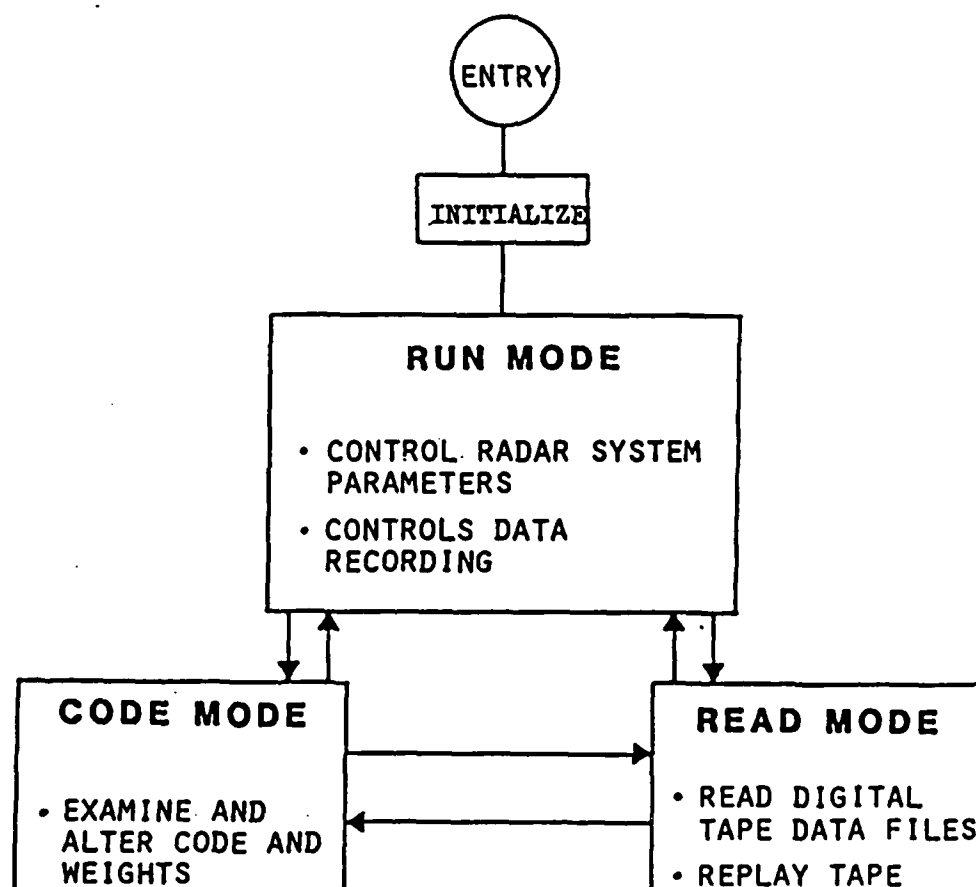 ENTRY
INITIALIZE
RUN MODE
• CONTROL RADAR SYSTEM
PARAMETERS
• CONTROLS DATA
RECORDING
CODE MODE
• EXAMINE AND
ALTER CODE AND
WEIGHTS
READ MODE
• READ DIGITAL
TAPE DATA FILES
• REPLAY TAPE